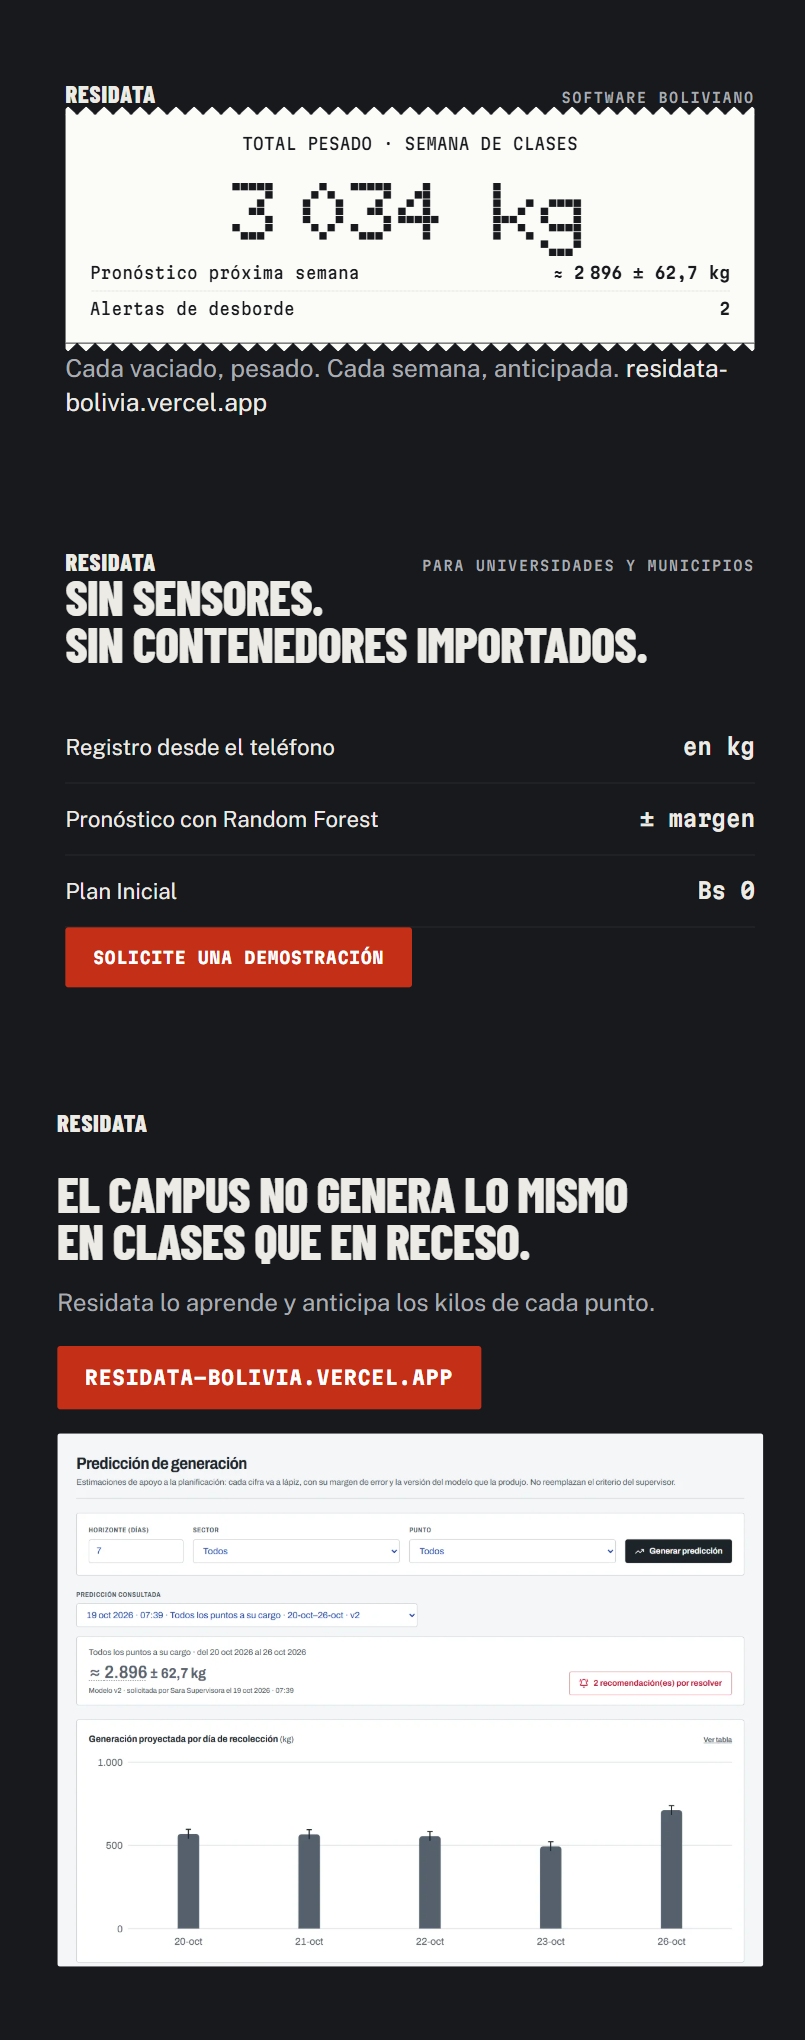 RESIDATA
SOFTWARE BOLIVIANO
TOTAL PESADO · SEMANA DE CLASES
3 034 kg
Pronóstico próxima semana ≈ 2 896 ± 62,7 kg
Alertas de desborde 2
Cada vaciado, pesado. Cada semana, anticipada. residata-
bolivia.vercel.app
RESIDATA
PARA UNIVERSIDADES Y MUNICIPIOS
SIN SENSORES.
SIN CONTENEDORES IMPORTADOS.
Registro desde el teléfono en kg
Pronóstico con Random Forest ± margen
Plan Inicial Bs 0
SOLICITE UNA DEMOSTRACIÓN
RESIDATA
EL CAMPUS NO GENERA LO MISMO
EN CLASES QUE EN RECESO.
Residata lo aprende y anticipa los kilos de cada punto.
RESIDATA-BOLIVIA.VERCEL.APP
Predicción de generación
Estimaciones de apoyo a la planificación: cada cifra va a lápiz, con su margen de error y la versión del modelo que la produjo. No reemplazan el criterio del supervisor.
HORIZONTE (DÍAS) SECTOR PUNTO
7 Todos Todos Generar predicción
PREDICCIÓN CONSULTADA
19 oct 2026 · 07:39 · Todos los puntos a su cargo · 20-oct–26-oct · v2
Todos los puntos a su cargo · del 20 oct 2026 al 26 oct 2026
≈ 2.896 ± 62,7 kg
Modelo v2 · solicitada por Sara Supervisora el 19 oct 2026 · 07:39
2 recomendación(es) por resolver
Generación proyectada por día de recolección (kg) Ver tabla
1.000
500
0
20-oct 21-oct 22-oct 23-oct 26-oct